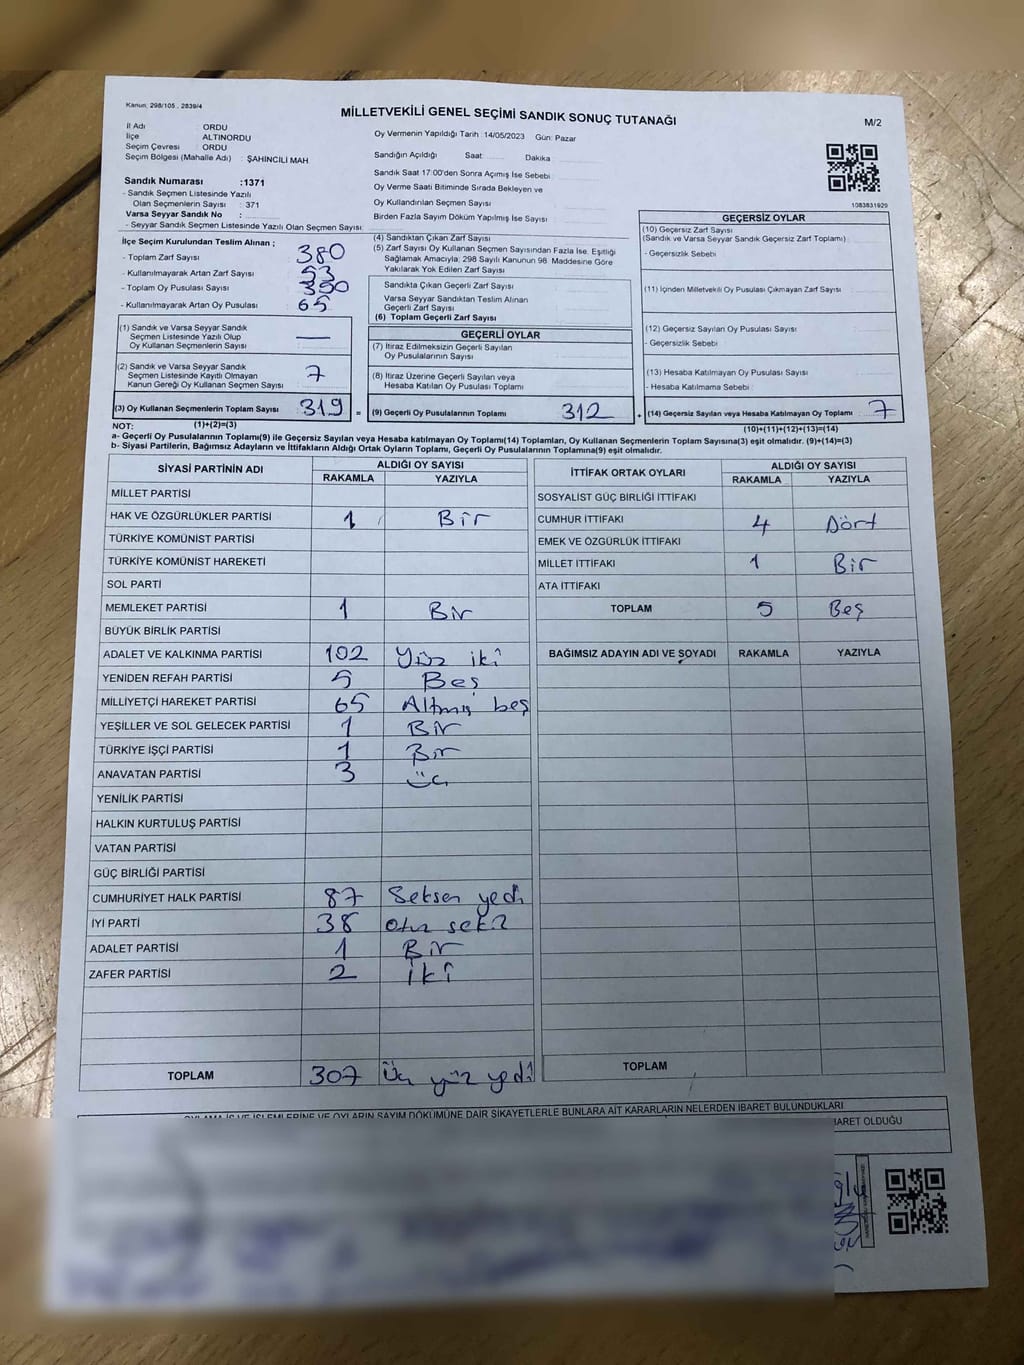 Kanun: 298/105 , 2839/4
MİLLETVEKİLİ GENEL SEÇİMİ SANDIK SONUÇ TUTANAĞI
M/2
İl Adı : ORDU
İlçe : ALTINORDU
Seçim Çevresi : ORDU
Seçim Bölgesi (Mahalle Adı) : ŞAHİNCİLİ MAH
Sandık Numarası :1371
- Sandık Seçmen Listesinde Yazılı
Olan Seçmenlerin Sayısı : 371
Varsa Seyyar Sandık No :
- Seyyar Sandık Seçmen Listesinde Yazılı Olan Seçmen Sayısı :
Oy Vermenin Yapıldığı Tarih :14/05/2023 Gün: Pazar
Sandığın Açıldığı Saat Dakika
Sandık Saat 17:00'den Sonra Açılmış İse Sebebi :
Oy Verme Saati Bitiminde Sırada Bekleyen ve
Oy Kullandırılan Seçmen Sayısı
Birden Fazla Sayım Döküm Yapılmış İse Sayısı
1083831929
İlçe Seçim Kurulundan Teslim Alınan ;
- Toplam Zarf Sayısı : 380
- Kullanılmayarak Artan Zarf Sayısı : 53
- Toplam Oy Pusulası Sayısı :
- Kullanılmayarak Artan Oy Pusulası : 65
(1) Sandık ve Varsa Seyyar Sandık
Seçmen Listesinde Yazılı Olup
Oy Kullanan Seçmenlerin Sayısı : —
(2) Sandık ve Varsa Seyyar Sandık
Seçmen Listesinde Kayıtlı Olmayan
Kanun Gereği Oy Kullanan Seçmen Sayısı : 7
(3) Oy Kullanan Seçmenlerin Toplam Sayısı : 319 =
(4) Sandıktan Çıkan Zarf Sayısı
(5) Zarf Sayısı Oy Kullanan Seçmen Sayısından Fazla İse, Eşitliği
Sağlamak Amacıyla; 298 Sayılı Kanunun 98. Maddesine Göre
Yakılarak Yok Edilen Zarf Sayısı
Sandıkta Çıkan Geçerli Zarf Sayısı
Varsa Seyyar Sandıktan Teslim Alınan
Geçerli Zarf Sayısı
(6) Toplam Geçerli Zarf Sayısı
GEÇERLİ OYLAR
(7) İtiraz Edilmeksizin Geçerli Sayılan
Oy Pusulalarının Sayısı
(8) İtiraz Üzerine Geçerli Sayılan veya
Hesaba Katılan Oy Pusulası Toplamı
(9) Geçerli Oy Pusulalarının Toplamı 312 +
GEÇERSİZ OYLAR
(10) Geçersiz Zarf Sayısı
(Sandık ve Varsa Seyyar Sandık Geçersiz Zarf Toplamı) :
- Geçersizlik Sebebi :
(11) İçinden Milletvekili Oy Pusulası Çıkmayan Zarf Sayısı :
(12) Geçersiz Sayılan Oy Pusulası Sayısı :
- Geçersizlik Sebebi :
(13) Hesaba Katılmayan Oy Pusulası Sayısı :
- Hesaba Katılmama Sebebi :
(14) Geçersiz Sayılan veya Hesaba Katılmayan Oy Toplamı : 7
NOT: (1)+(2)=(3)
(10)+(11)+(12)+(13)=(14)
a- Geçerli Oy Pusulalarının Toplamı(9) ile Geçersiz Sayılan veya Hesaba katılmayan Oy Toplamı(14) Toplamları, Oy Kullanan Seçmenlerin Toplam Sayısına(3) eşit olmalıdır. (9)+(14)=(3)
b- Siyasi Partilerin, Bağımsız Adayların ve İttifakların Aldığı Ortak Oyların Toplamı, Geçerli Oy Pusulalarının Toplamına(9) eşit olmalıdır.
SİYASİ PARTİNİN ADI ALDIĞI OY SAYISI
RAKAMLA YAZIYLA
MİLLET PARTİSİ
HAK VE ÖZGÜRLÜKLER PARTİSİ 1 Bir
TÜRKİYE KOMÜNİST PARTİSİ
TÜRKİYE KOMÜNİST HAREKETİ
SOL PARTİ
MEMLEKET PARTİSİ 1 Bir
BÜYÜK BİRLİK PARTİSİ
ADALET VE KALKINMA PARTİSİ 102 Yüz iki
YENİDEN REFAH PARTİSİ 5 Beş
MİLLİYETÇİ HAREKET PARTİSİ 65 Altmış beş
YEŞİLLER VE SOL GELECEK PARTİSİ 1 Bir
TÜRKİYE İŞÇİ PARTİSİ 1 Bir
ANAVATAN PARTİSİ 3 üç
YENİLİK PARTİSİ
HALKIN KURTULUŞ PARTİSİ
VATAN PARTİSİ
GÜÇ BİRLİĞİ PARTİSİ
CUMHURİYET HALK PARTİSİ 87 Seksen yedi
İYİ PARTİ 38 otuz sekiz
ADALET PARTİSİ 1 Bir
ZAFER PARTİSİ 2 İki
TOPLAM 307 Üç yüz yedi
İTTİFAK ORTAK OYLARI ALDIĞI OY SAYISI
RAKAMLA YAZIYLA
SOSYALİST GÜÇ BİRLİĞİ İTTİFAKI
CUMHUR İTTİFAKI 4 Dört
EMEK VE ÖZGÜRLÜK İTTİFAKI
MİLLET İTTİFAKI 1 Bir
ATA İTTİFAKI
TOPLAM 5 Beş
BAĞIMSIZ ADAYIN ADI VE SOYADI RAKAMLA YAZIYLA
TOPLAM
OYLAMA İŞ VE İŞLEMLERİNE VE OYLARIN SAYIM DÖKÜMÜNE DAİR ŞİKAYETLERLE BUNLARA AİT KARARLARIN NELERDEN İBARET BULUNDUKLARI
İBARET OLDUĞU